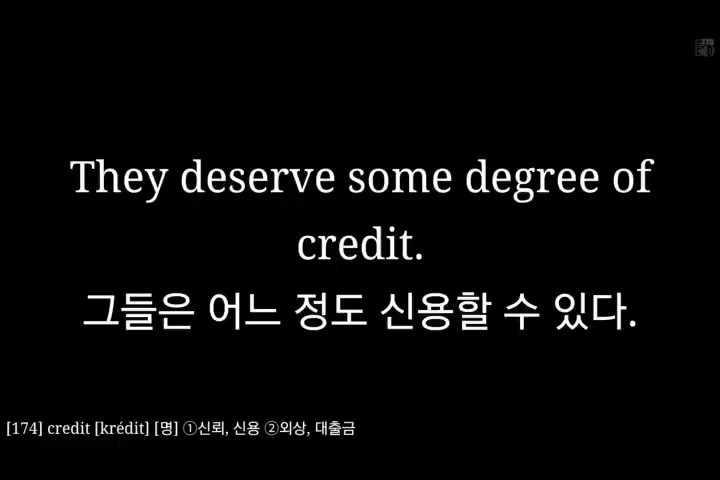 They deserve some degree of
credit.
그들은 어느 정도 신용할 수 있다.
[174] credit [krédit] [명] ①신뢰, 신용 ②외상, 대출금